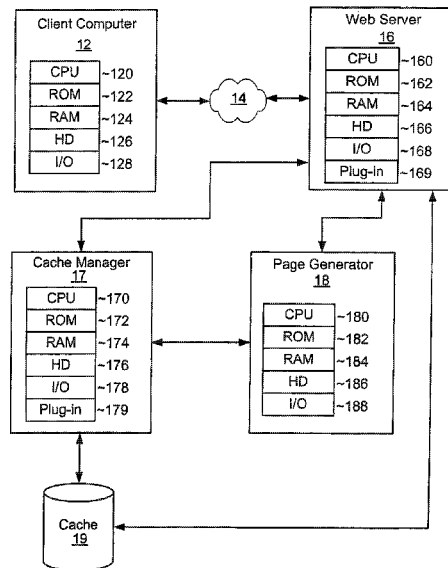 Client Computer
12
CPU ~120
ROM ~122
RAM ~124
HD ~126
I/O ~128
14
Web Server
16
CPU ~160
ROM ~162
RAM ~164
HD ~166
I/O ~168
Plug-in ~169
Cache Manager
17
CPU ~170
ROM ~172
RAM ~174
HD ~176
I/O ~178
Plug-in ~179
Page Generator
18
CPU ~180
ROM ~182
RAM ~184
HD ~186
I/O ~188
Cache
19